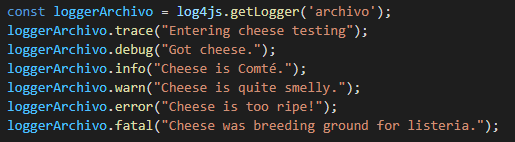 const loggerArchivo = log4js.getLogger('archivo');
loggerArchivo.trace("Entering cheese testing");
loggerArchivo.debug("Got cheese.");
loggerArchivo.info("Cheese is Comté.");
loggerArchivo.warn("Cheese is quite smelly.");
loggerArchivo.error("Cheese is too ripe!");
loggerArchivo.fatal("Cheese was breeding ground for listeria.");